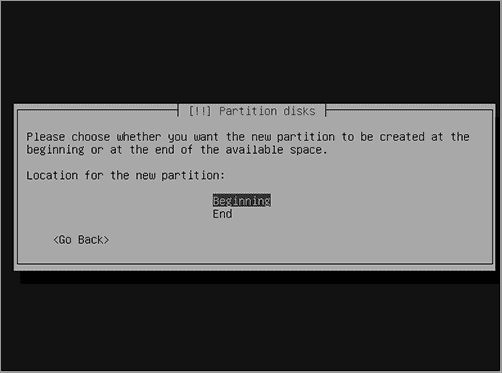 [!!] Partition disks
Please choose whether you want the new partition to be created at the
beginning or at the end of the available space.
Location for the new partition:
Beginning
End
<Go Back>